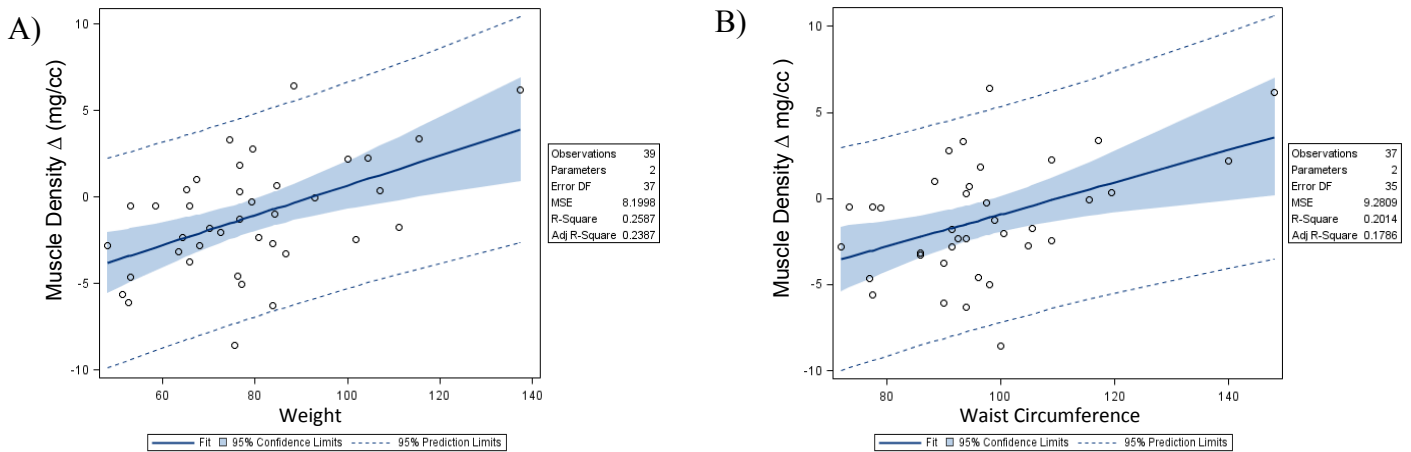 A)
Muscle Density Δ (mg/cc)
10
5
0
-5
-10
60 80 100 120 140
Weight
Observations 39
Parameters 2
Error DF 37
MSE 8.1998
R-Square 0.2587
Adj R-Square 0.2387
Fit 95% Confidence Limits 95% Prediction Limits
B)
Muscle Density Δ mg/cc )
10
5
0
-5
-10
80 100 120 140
Waist Circumference
Observations 37
Parameters 2
Error DF 35
MSE 9.2809
R-Square 0.2014
Adj R-Square 0.1786
Fit 95% Confidence Limits 95% Prediction Limits